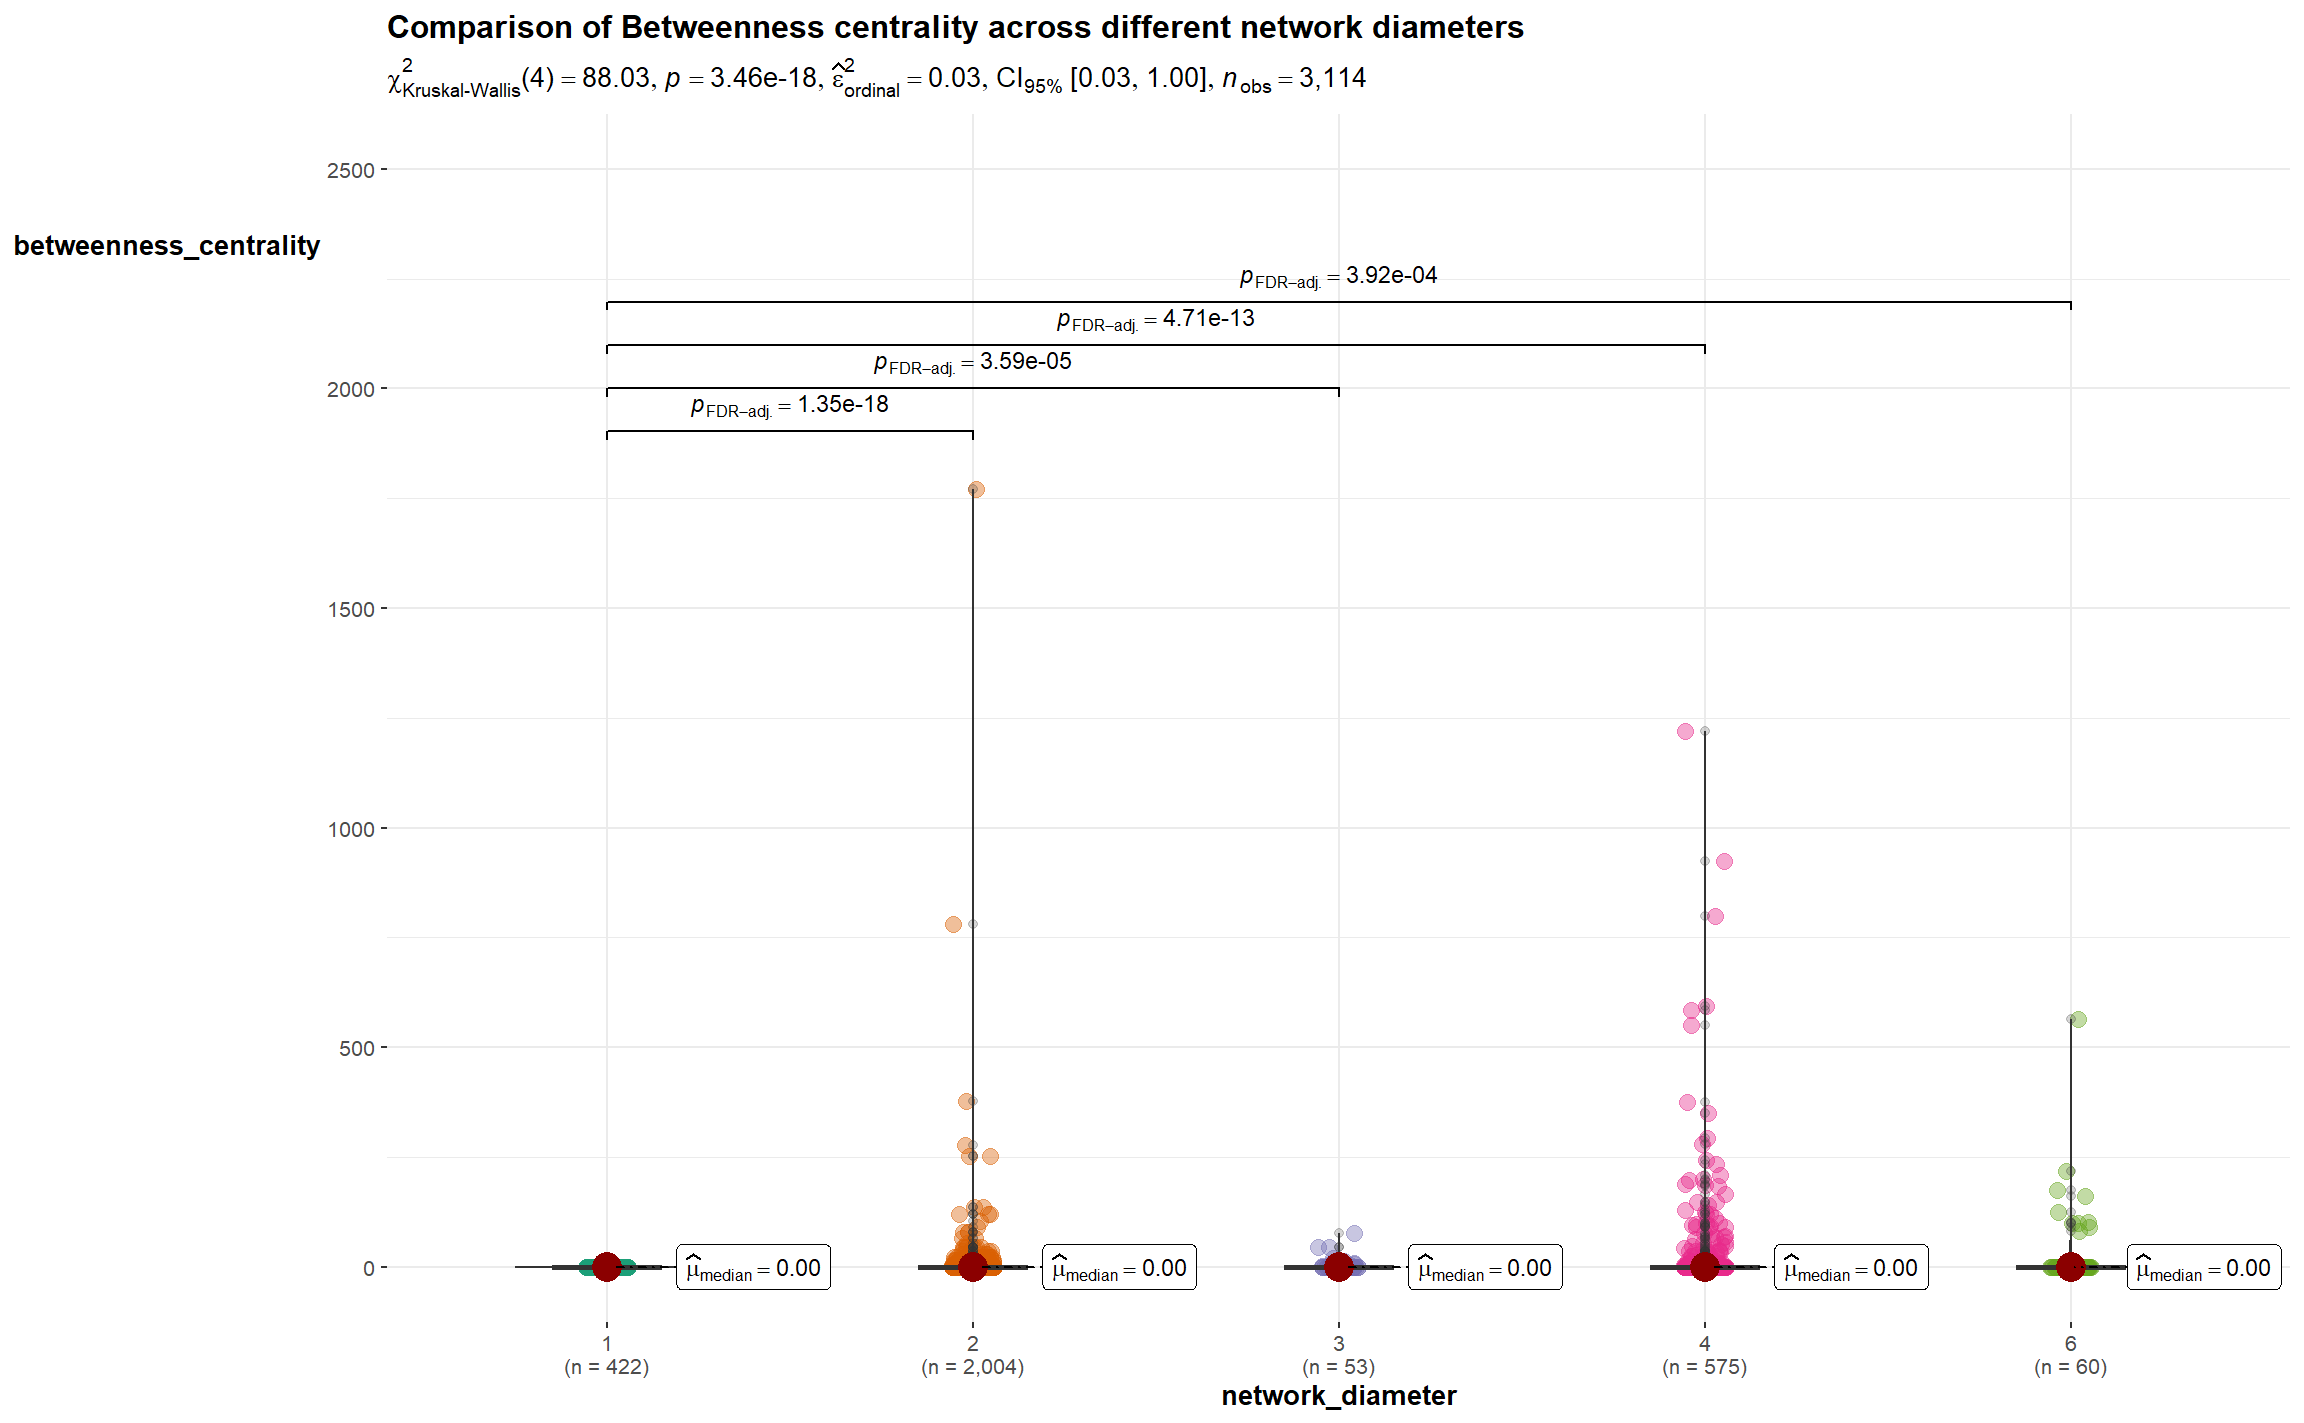 Comparison of Betweenness centrality across different network diameters
χ²Kruskal-Wallis(4) = 88.03, p = 3.46e-18, ε̂²ordinal = 0.03, CI95% [0.03, 1.00], nobs = 3,114
2500
betweenness_centrality
pFDR–adj. = 3.92e-04
pFDR–adj. = 4.71e-13
pFDR–adj. = 3.59e-05
2000
pFDR–adj. = 1.35e-18
1500
1000
500
0
μ̂median = 0.00
μ̂median = 0.00
μ̂median = 0.00
μ̂median = 0.00
μ̂median = 0.00
1 2 3 4 6
(n = 422) (n = 2,004) (n = 53) (n = 575) (n = 60)
network_diameter